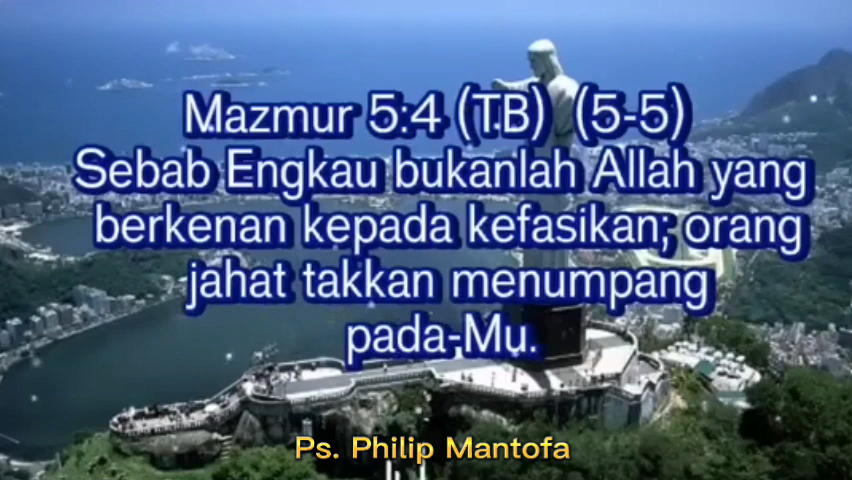 Mazmur 5:4 (TB) (5-5)
Sebab Engkau bukanlah Allah yang
berkenan kepada kefasikan; orang
jahat takkan menumpang
pada-Mu.
Ps. Philip Mantofa